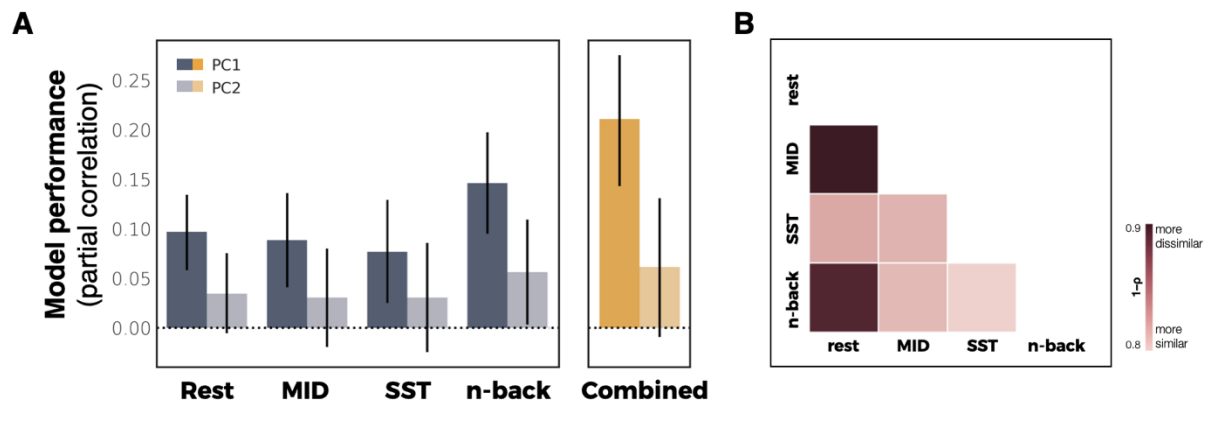 A
Model performance
(partial correlation)
0.25
0.20
0.15
0.10
0.05
0.00
PC1
PC2
Rest MID SST n-back Combined
B
rest
MID
SST
n-back
rest MID SST n-back
0.9 more
dissimilar
1-ρ
more
0.8 similar